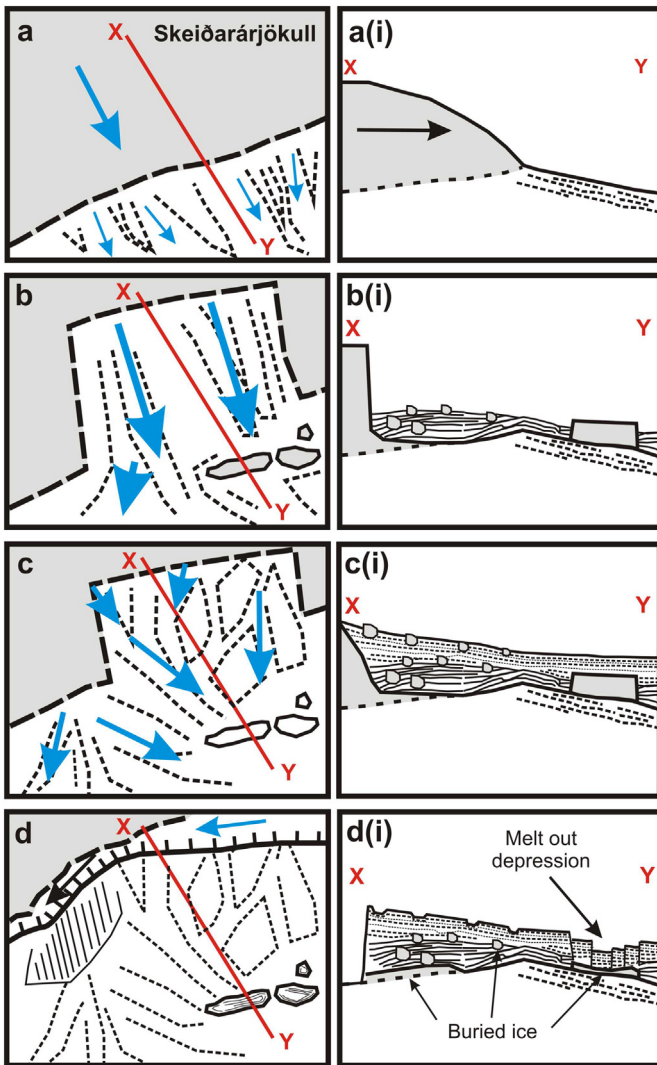 a
X
Skeiðarárjökull
Y
a(i)
X
Y
b
X
Y
b(i)
X
Y
c
X
Y
c(i)
X
Y
d
X
Y
d(i)
Melt out
depression
X
Y
Buried ice